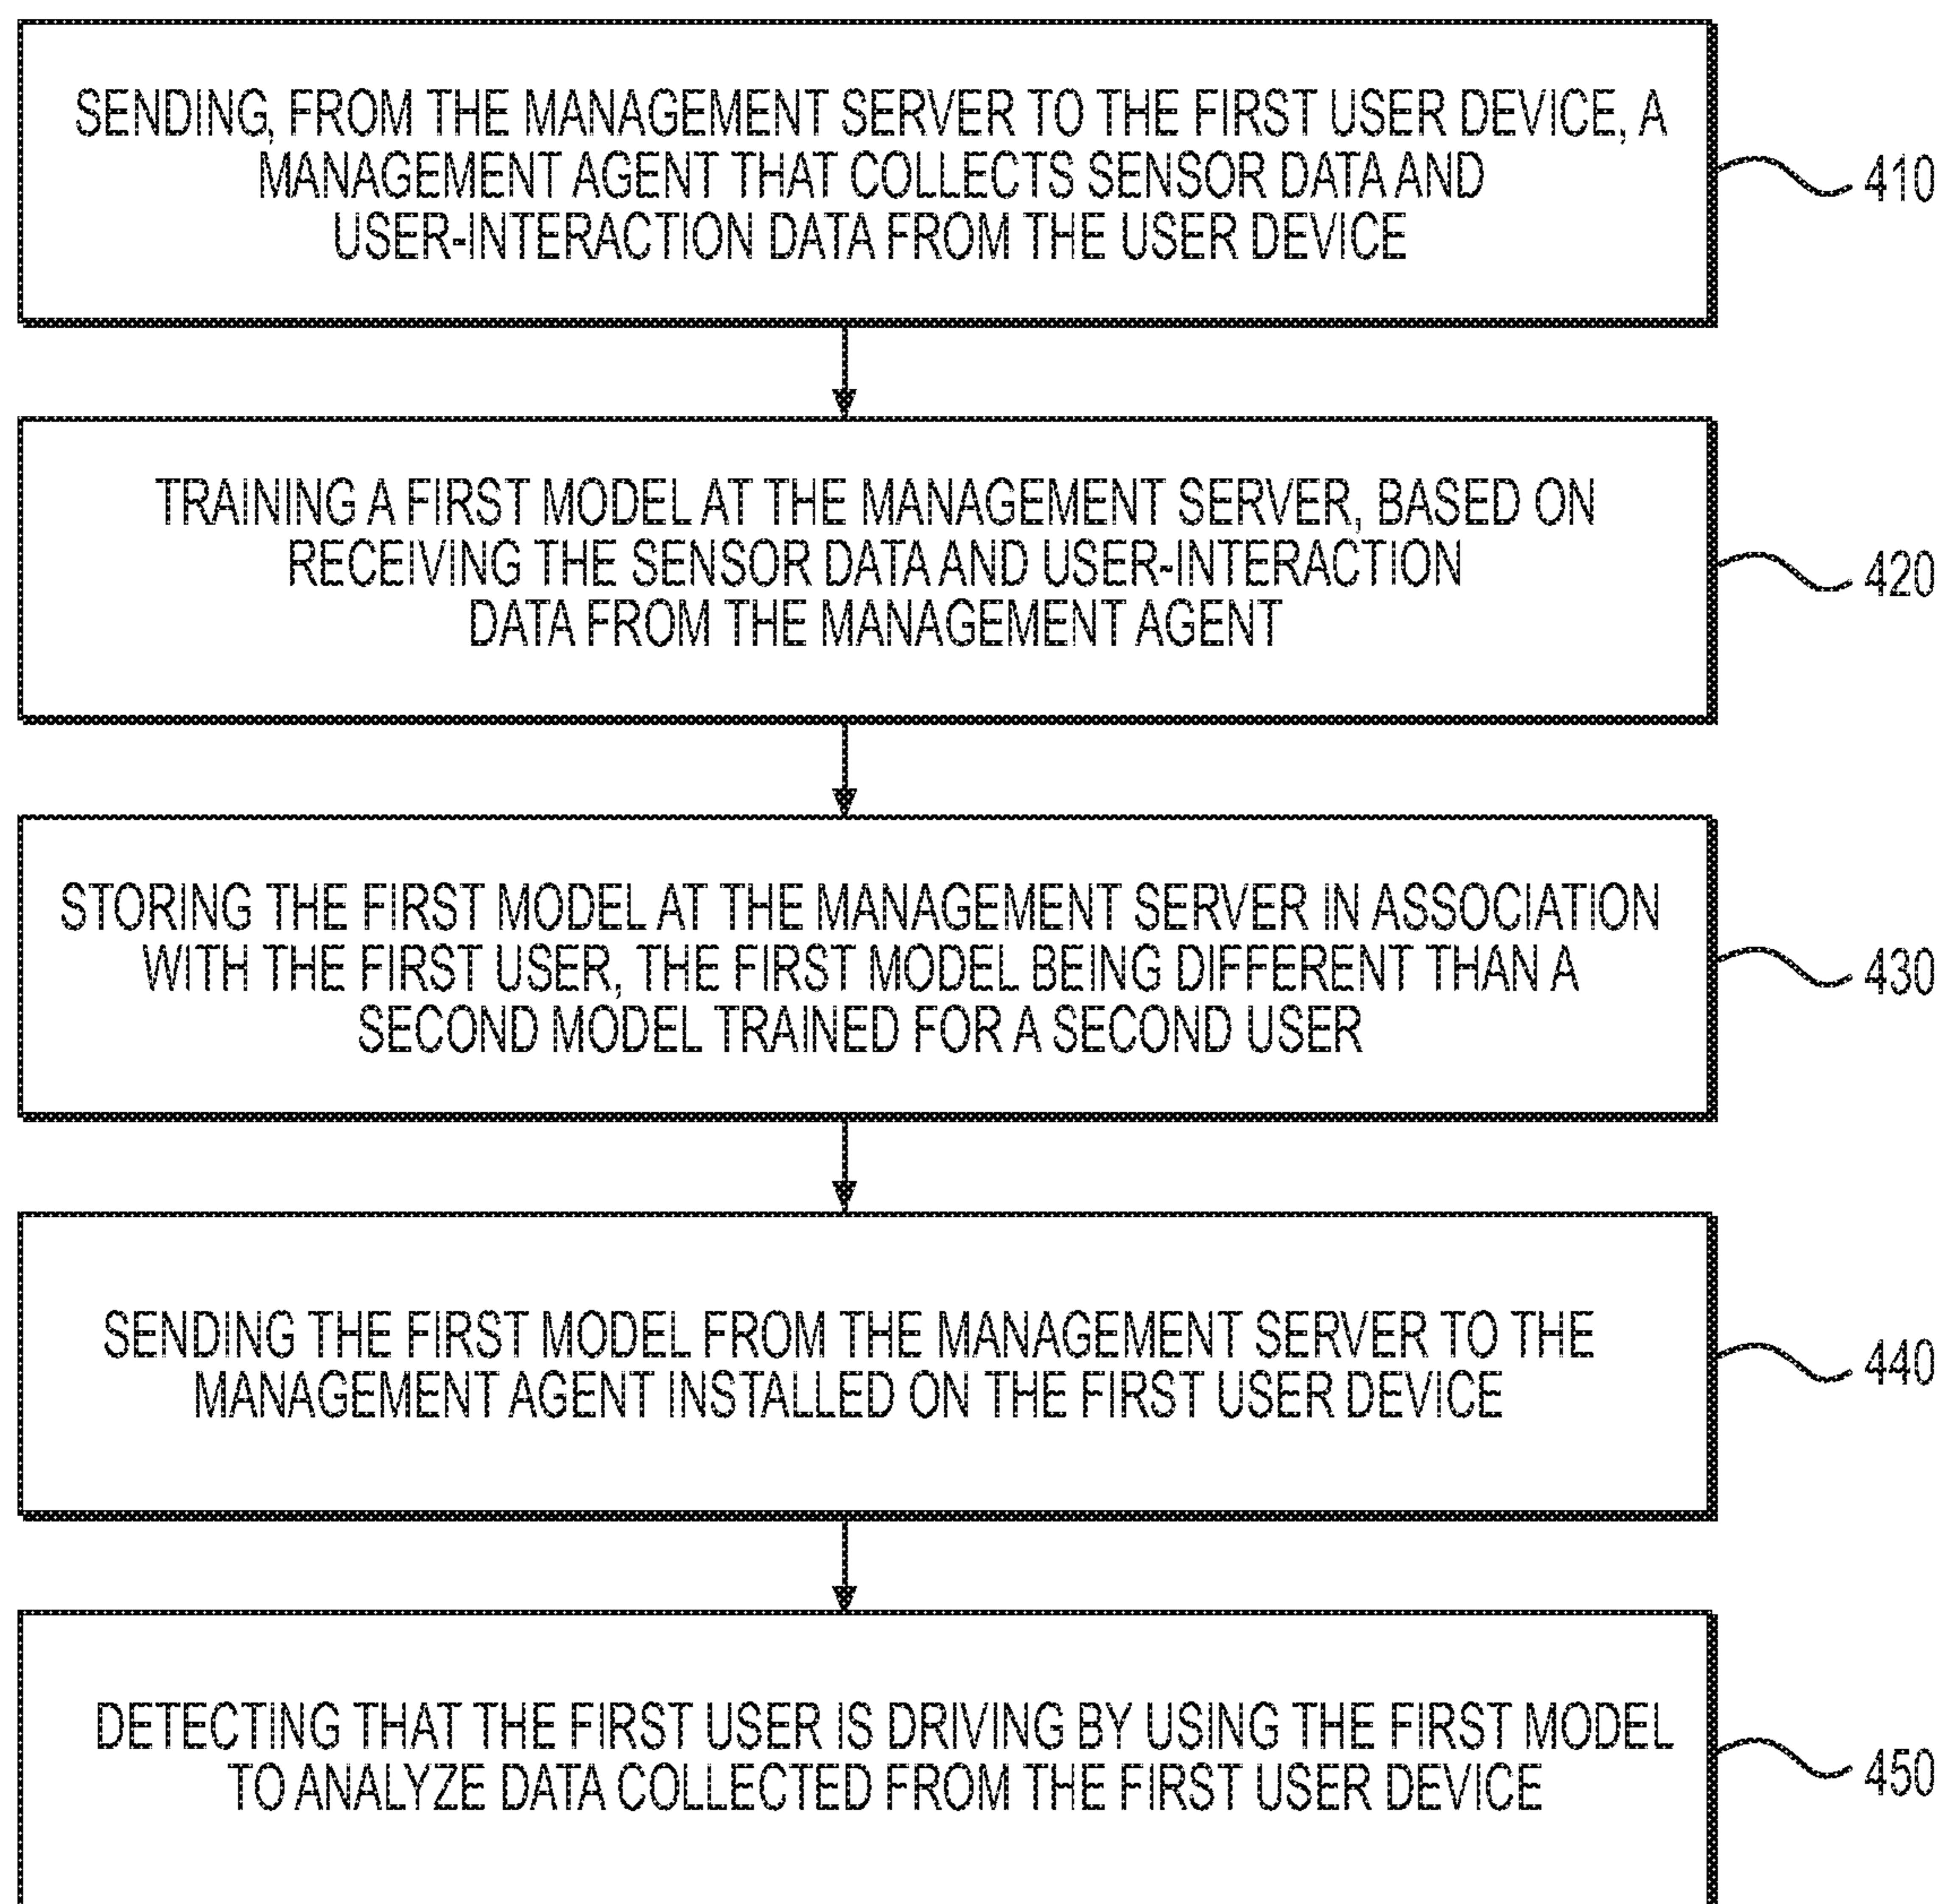 SENDING, FROM THE MANAGEMENT SERVER TO THE FIRST USER DEVICE, A
MANAGEMENT AGENT THAT COLLECTS SENSOR DATA AND
USER-INTERACTION DATA FROM THE USER DEVICE
410
TRAINING A FIRST MODEL AT THE MANAGEMENT SERVER, BASED ON
RECEIVING THE SENSOR DATA AND USER-INTERACTION
DATA FROM THE MANAGEMENT AGENT
420
STORING THE FIRST MODEL AT THE MANAGEMENT SERVER IN ASSOCIATION
WITH THE FIRST USER, THE FIRST MODEL BEING DIFFERENT THAN A
SECOND MODEL TRAINED FOR A SECOND USER
430
SENDING THE FIRST MODEL FROM THE MANAGEMENT SERVER TO THE
MANAGEMENT AGENT INSTALLED ON THE FIRST USER DEVICE
440
DETECTING THAT THE FIRST USER IS DRIVING BY USING THE FIRST MODEL
TO ANALYZE DATA COLLECTED FROM THE FIRST USER DEVICE
450